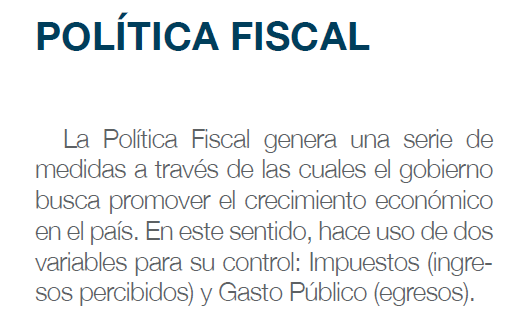 POLÍTICA FISCAL
La Política Fiscal genera una serie de
medidas a través de las cuales el gobierno
busca promover el crecimiento económico
en el país. En este sentido, hace uso de dos
variables para su control: Impuestos (ingre-
sos percibidos) y Gasto Público (egresos).